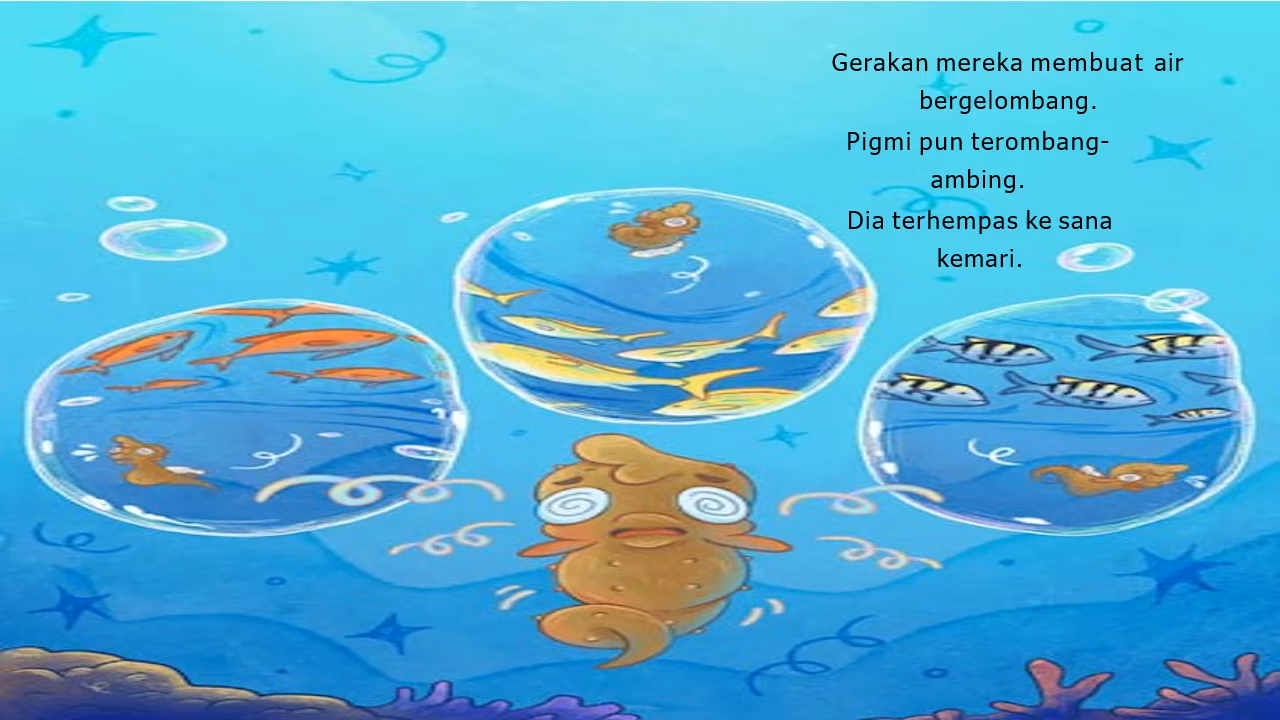 Gerakan mereka membuat air
bergelombang.
Pigmi pun terombang-
ambing.
Dia terhempas ke sana
kemari.